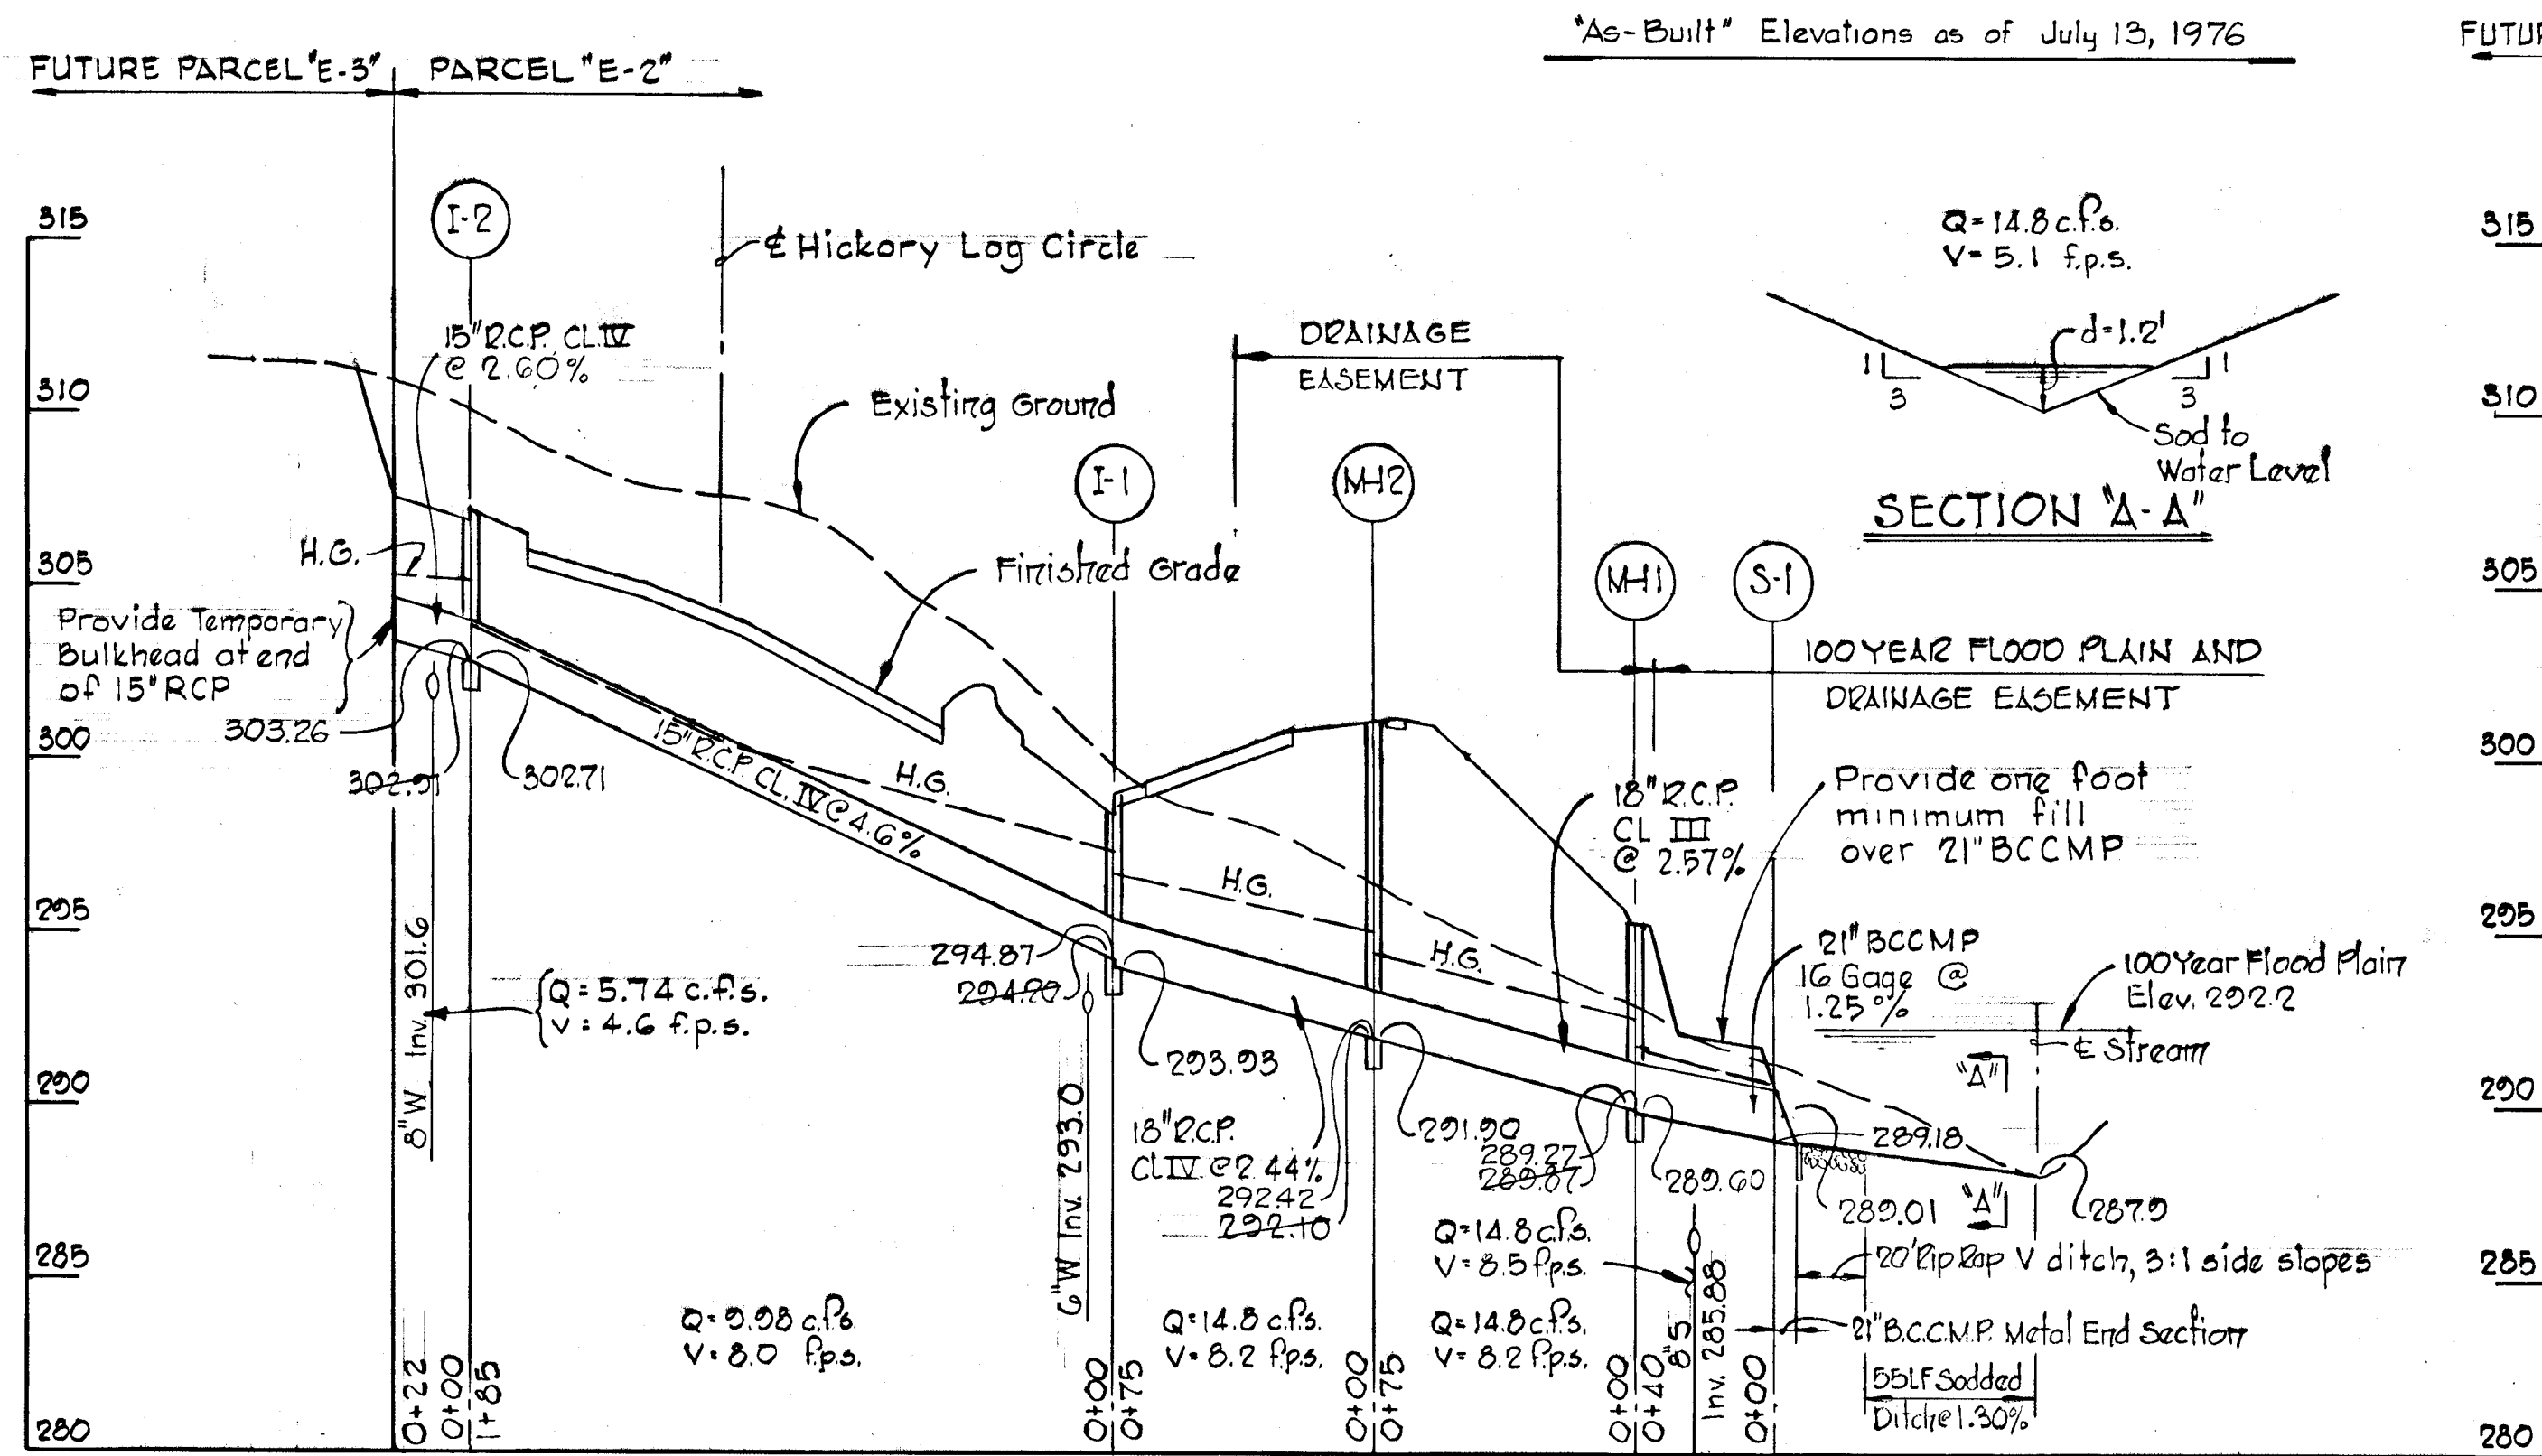 "As-Built" Elevations as of July 13, 1976
FUTURE PARCEL "E-3"
PARCEL "E-2"
315
310
305
300
295
290
285
280
I-2
15" R.C.P. CL. IV
@ 2.60%
₵ Hickory Log Circle
Existing Ground
Finished Grade
H.G.
Provide Temporary
Bulkhead at end
of 15" RCP
303.26
302.91
302.71
15" R.C.P. CL. IV @ 4.6%
H.G.
8" W Inv. 301.6
Q = 5.74 c.f.s.
V = 4.6 f.p.s.
Q = 9.98 c.f.s.
V = 8.0 f.p.s.
0+22
0+00
1+85
I-1
DRAINAGE
EASEMENT
M-H2
H.G.
294.87
294.20
293.93
6" W Inv. 293.0
18" R.C.P.
CL IV @ 2.44%
292.42
292.10
291.90
Q = 14.8 c.f.s.
V = 8.2 f.p.s.
0+00
0+75
M-H1
S-1
100 YEAR FLOOD PLAIN AND
DRAINAGE EASEMENT
18" R.C.P.
CL III
@ 2.57%
Provide one foot
minimum fill
over 21" BCCMP
H.G.
289.27
289.87
289.60
Q = 14.8 c.f.s.
V = 8.5 f.p.s.
Q = 14.8 c.f.s.
V = 8.2 f.p.s.
0+00
0+75
0+00
0+40
8" S
Inv. 285.88
0+00
21" BCCMP
16 Gage @
1.25%
100 Year Flood Plain
Elev. 292.2
₵ Stream
"A"
289.18
289.01
"A"
287.9
20' Rip Rap V ditch, 3:1 side slopes
21" B.C.C.M.P. Metal End Section
55LF Sodded
Ditch @ 1.30%
Q = 14.8 c.f.s.
V = 5.1 f.p.s.
d = 1.2'
1
3
1
3
Sod to
Water Level
SECTION "A-A"
315
310
305
300
295
290
285
280